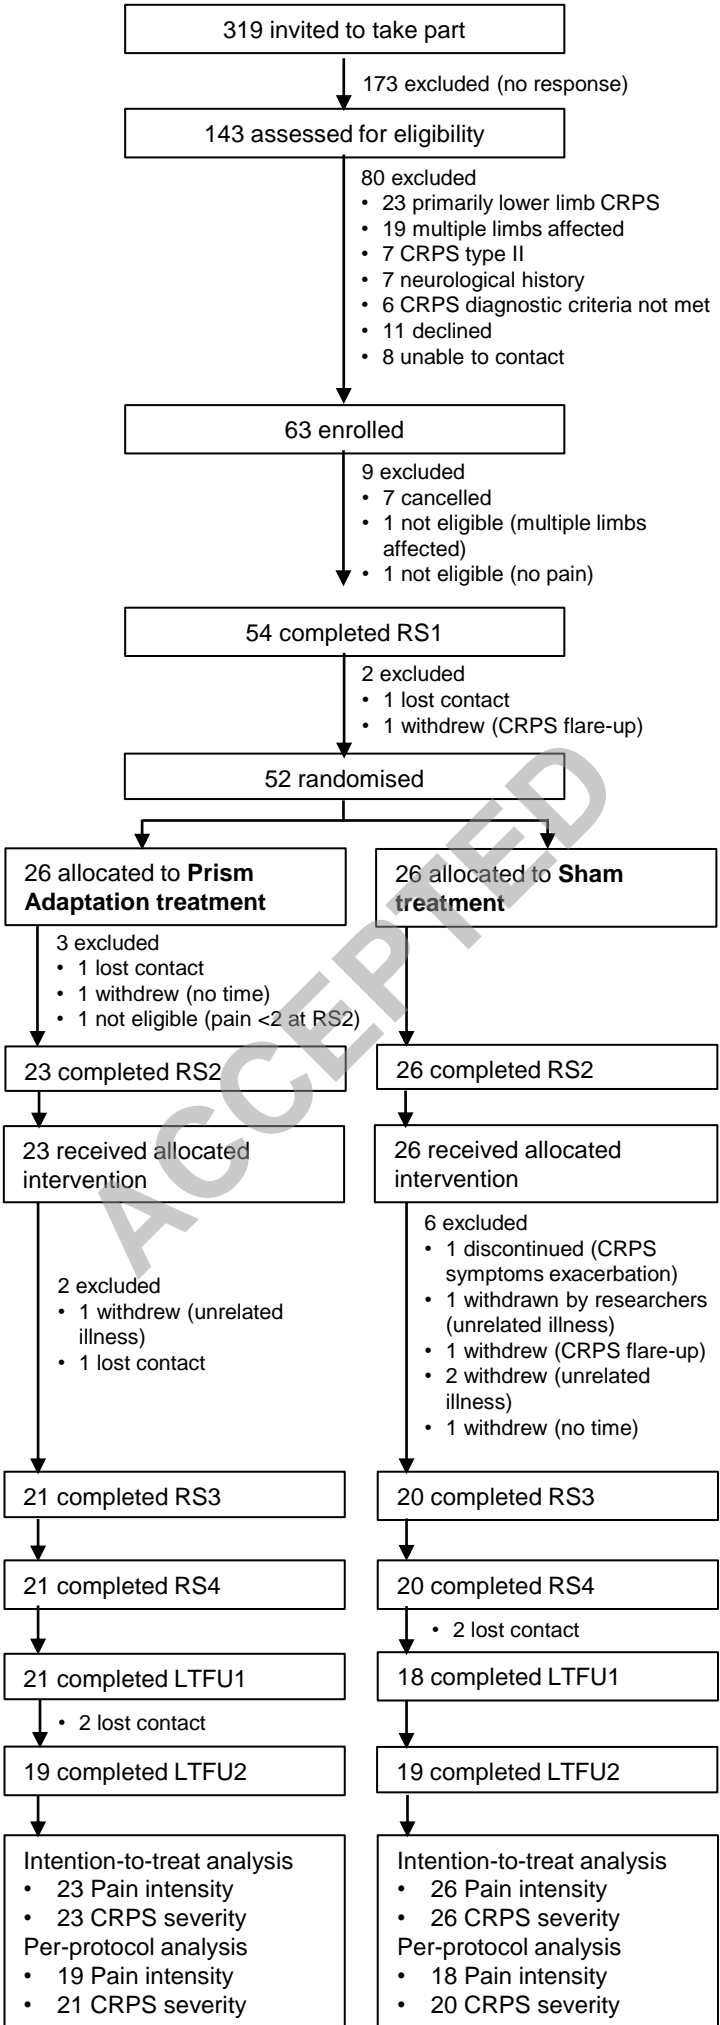 319 invited to take part
173 excluded (no response)
143 assessed for eligibility
80 excluded
• 23 primarily lower limb CRPS
• 19 multiple limbs affected
• 7 CRPS type II
• 7 neurological history
• 6 CRPS diagnostic criteria not met
• 11 declined
• 8 unable to contact
63 enrolled
9 excluded
• 7 cancelled
• 1 not eligible (multiple limbs
affected)
• 1 not eligible (no pain)
54 completed RS1
2 excluded
• 1 lost contact
• 1 withdrew (CRPS flare-up)
52 randomised
26 allocated to Prism
Adaptation treatment
3 excluded
• 1 lost contact
• 1 withdrew (no time)
• 1 not eligible (pain <2 at RS2)
23 completed RS2
23 received allocated
intervention
2 excluded
• 1 withdrew (unrelated
illness)
• 1 lost contact
21 completed RS3
21 completed RS4
21 completed LTFU1
• 2 lost contact
19 completed LTFU2
Intention-to-treat analysis
• 23 Pain intensity
• 23 CRPS severity
Per-protocol analysis
• 19 Pain intensity
• 21 CRPS severity
26 allocated to Sham
treatment
26 completed RS2
26 received allocated
intervention
6 excluded
• 1 discontinued (CRPS
symptoms exacerbation)
• 1 withdrawn by researchers
(unrelated illness)
• 1 withdrew (CRPS flare-up)
• 2 withdrew (unrelated
illness)
• 1 withdrew (no time)
20 completed RS3
20 completed RS4
• 2 lost contact
18 completed LTFU1
19 completed LTFU2
Intention-to-treat analysis
• 26 Pain intensity
• 26 CRPS severity
Per-protocol analysis
• 18 Pain intensity
• 20 CRPS severity
ACCEPTED